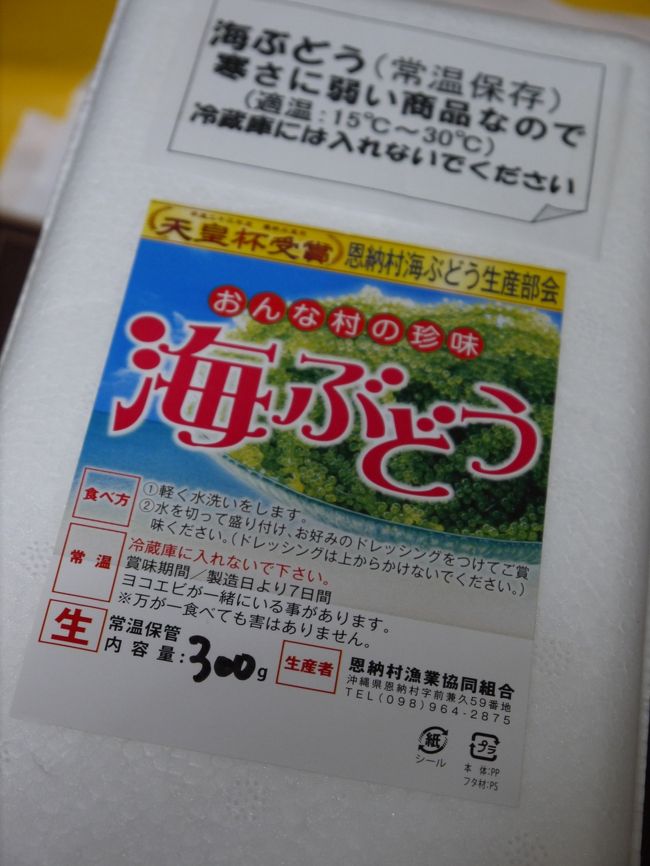 海ぶどう(常温保存)
寒さに弱い商品なので
(適温:15℃~30℃)
冷蔵庫には入れないでください
天皇杯受賞
恩納村海ぶどう生産部会
おんな村の珍味
海ぶどう
食べ方
①軽く水洗いをします。
②水を切って盛り付け、お好みのドレッシングをつけてご賞
味ください。(ドレッシングは上からかけないでください。)
常温
冷蔵庫に入れないで下さい。
賞味期間/製造日より7日間
ヨコエビが一緒にいる事があります。
※万が一食べても害はありません。
生
常温保管
内容量:300g
生産者
恩納村漁業協同組合
沖縄県恩納村字前兼久59番地
TEL(098)964-2875
紙
シール
プラ
本体:PP
フタ材:PS